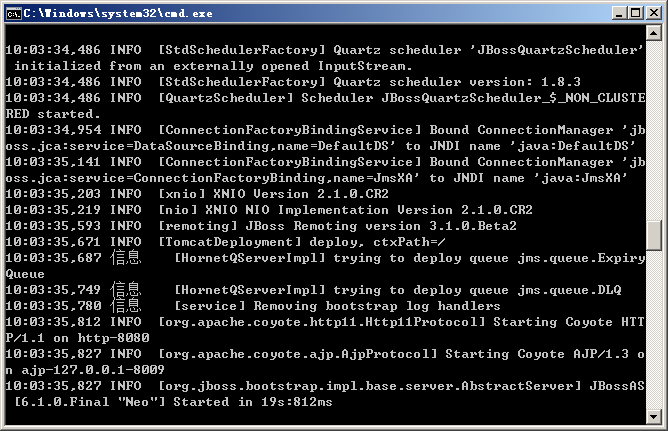 C:\Windows\system32\cmd.exe
10:03:34,486 INFO  [StdSchedulerFactory] Quartz scheduler 'JBossQuartzScheduler'
 initialized from an externally opened InputStream.
10:03:34,486 INFO  [StdSchedulerFactory] Quartz scheduler version: 1.8.3
10:03:34,486 INFO  [QuartzScheduler] Scheduler JBossQuartzScheduler_$_NON_CLUSTE
RED started.
10:03:34,954 INFO  [ConnectionFactoryBindingService] Bound ConnectionManager 'jb
oss.jca:service=DataSourceBinding,name=DefaultDS' to JNDI name 'java:DefaultDS'
10:03:35,141 INFO  [ConnectionFactoryBindingService] Bound ConnectionManager 'jb
oss.jca:service=ConnectionFactoryBinding,name=JmsXA' to JNDI name 'java:JmsXA'
10:03:35,203 INFO  [xnio] XNIO Version 2.1.0.CR2
10:03:35,219 INFO  [nio] XNIO NIO Implementation Version 2.1.0.CR2
10:03:35,593 INFO  [remoting] JBoss Remoting version 3.1.0.Beta2
10:03:35,671 INFO  [TomcatDeployment] deploy, ctxPath=/
10:03:35,687 信息    [HornetQServerImpl] trying to deploy queue jms.queue.Expiry
Queue
10:03:35,749 信息    [HornetQServerImpl] trying to deploy queue jms.queue.DLQ
10:03:35,780 信息    [service] Removing bootstrap log handlers
10:03:35,812 INFO  [org.apache.coyote.http11.Http11Protocol] Starting Coyote HTT
P/1.1 on http-8080
10:03:35,827 INFO  [org.apache.coyote.ajp.AjpProtocol] Starting Coyote AJP/1.3 o
n ajp-127.0.0.1-8009
10:03:35,827 INFO  [org.jboss.bootstrap.impl.base.server.AbstractServer] JBossAS
 [6.1.0.Final "Neo"] Started in 19s:812ms